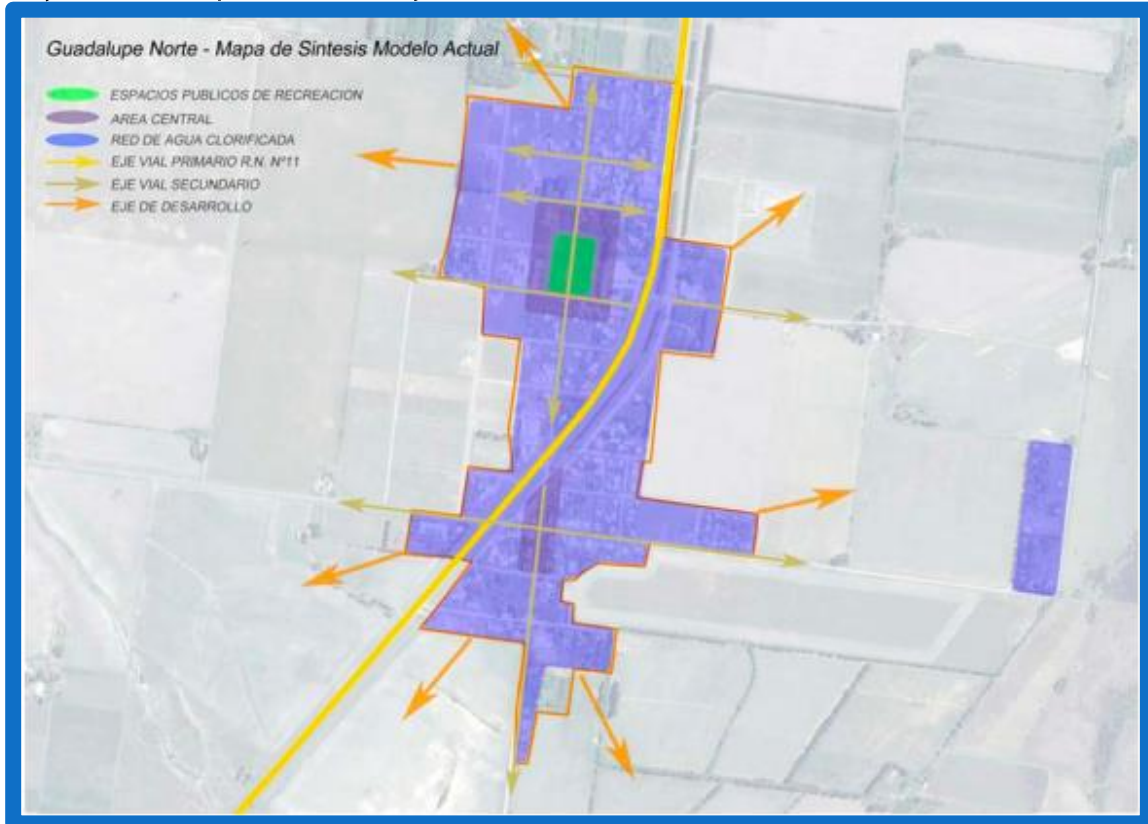 Guadalupe Norte - Mapa de Sintesis Modelo Actual
ESPACIOS PUBLICOS DE RECREACION
AREA CENTRAL
RED DE AGUA CLORIFICADA
EJE VIAL PRIMARIO R.N. Nº11
EJE VIAL SECUNDARIO
EJE DE DESARROLLO